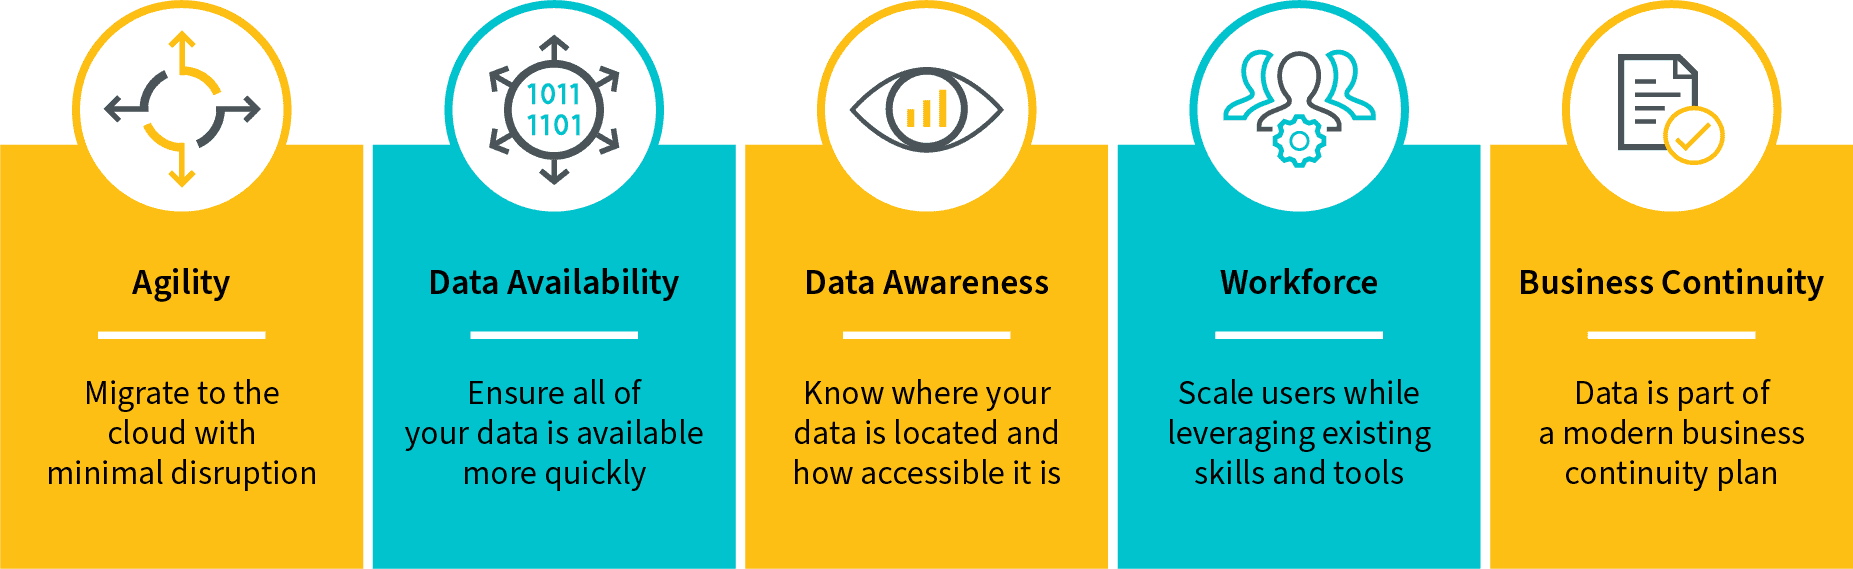 1011
1101
Agility
Migrate to the
cloud with
minimal disruption
Data Availability
Ensure all of
your data is available
more quickly
Data Awareness
Know where your
data is located and
how accessible it is
Workforce
Scale users while
leveraging existing
skills and tools
Business Continuity
Data is part of
a modern business
continuity plan